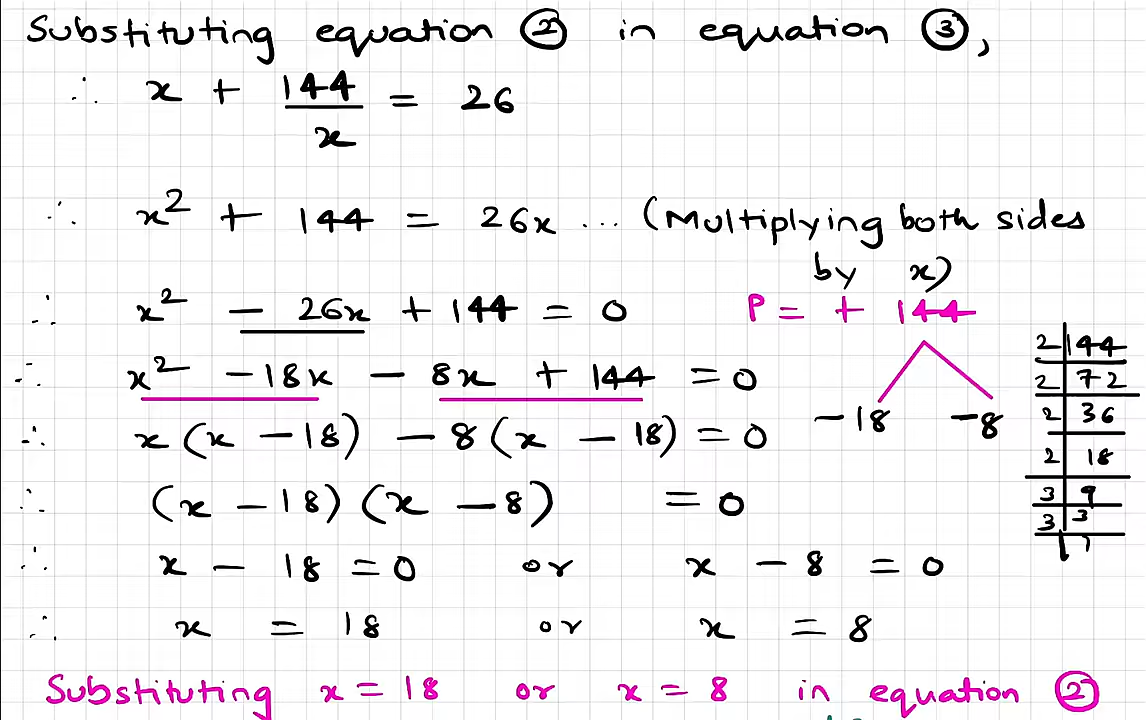 Substituting equation ② in equation ③,
∴ x + 144/x = 26
∴ x² + 144 = 26x ... (Multiplying both sides
by x)
∴ x² - 26x + 144 = 0
P = + 144
-18 -8
∴ x² - 18x - 8x + 144 = 0
∴ x(x - 18) - 8(x - 18) = 0
∴ (x - 18)(x - 8) = 0
∴ x - 18 = 0 or x - 8 = 0
∴ x = 18 or x = 8
2 | 144
2 | 72
2 | 36
2 | 18
3 | 9
3 | 3
| 1
Substituting x = 18 or x = 8 in equation ②